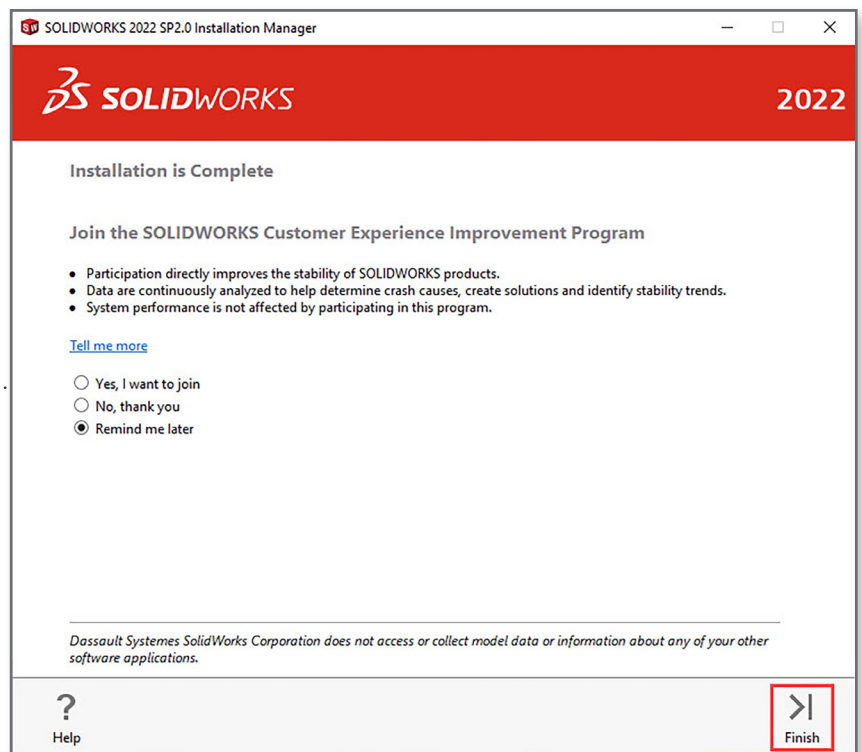 SOLIDWORKS 2022 SP2.0 Installation Manager
SOLIDWORKS
2022
Installation is Complete
Join the SOLIDWORKS Customer Experience Improvement Program
• Participation directly improves the stability of SOLIDWORKS products.
• Data are continuously analyzed to help determine crash causes, create solutions and identify stability trends.
• System performance is not affected by participating in this program.
Tell me more
Yes, I want to join
No, thank you
Remind me later
Dassault Systemes SolidWorks Corporation does not access or collect model data or information about any of your other
software applications.
?
Help
Finish